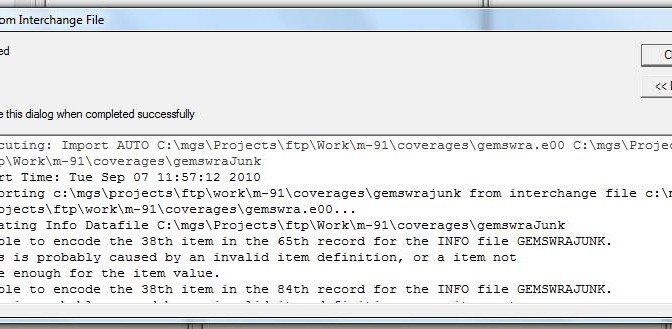 om Interchange File
ed
C
<<
e this dialog when completed successfully
cuting: Import AUTO C:\mgs\Projects\ftp\Work\m-91\coverages\gemswra.e00 C:\mgs\Projec
p\Work\m-91\coverages\gemswraJunk
rt Time: Tue Sep 07 11:57:12 2010
orting c:\mgs\projects\ftp\work\m-91\coverages\gemswrajunk from interchange file c:\m
ojects\ftp\work\m-91\coverages\gemswra.e00...
ating Info Datafile C:\mgs\Projects\ftp\Work\m-91\coverages\gemswraJunk
ble to encode the 38th item in the 65th record for the INFO file GEMSWRAJUNK.
s is probably caused by an invalid item definition, or a item not
e enough for the item value.
ble to encode the 38th item in the 84th record for the INFO file GEMSWRAJUNK.